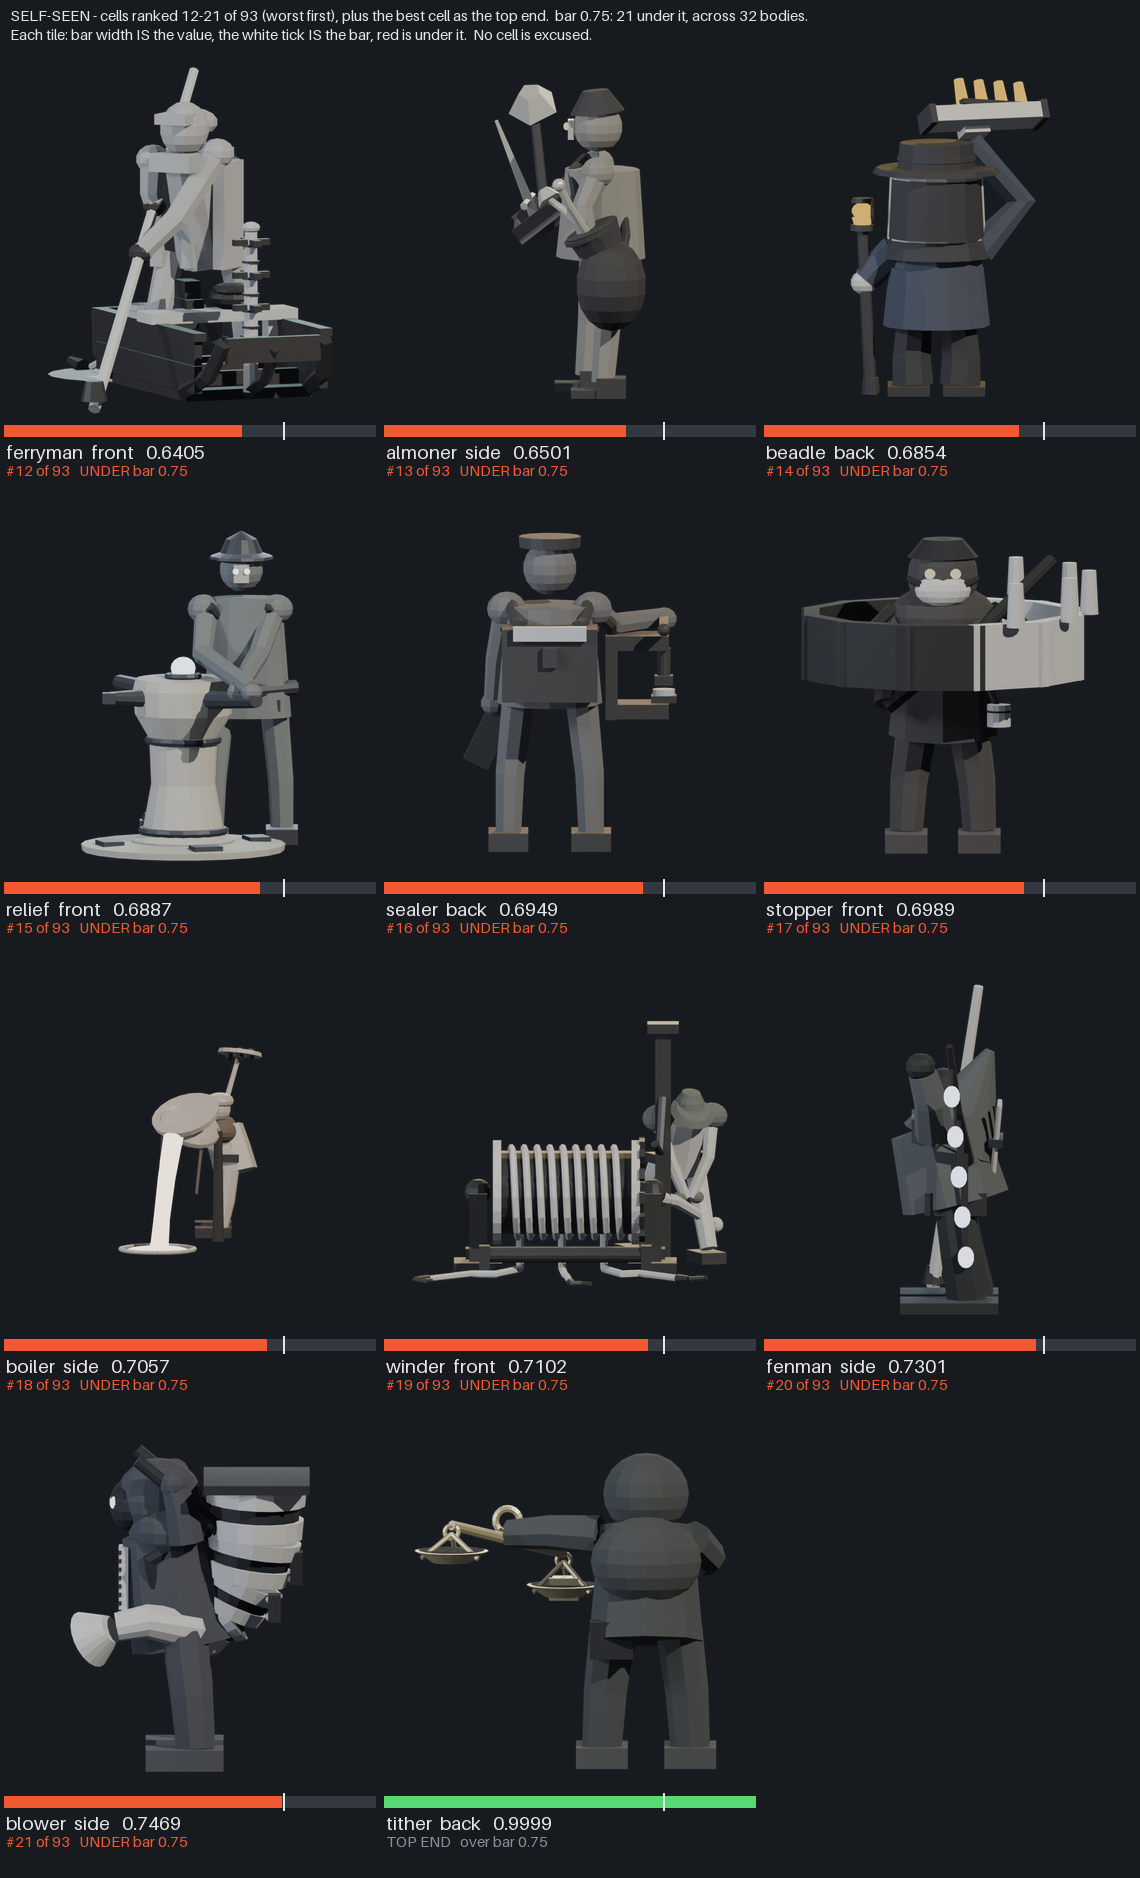 SELF-SEEN - cells ranked 12-21 of 93 (worst first), plus the best cell as the top end.  bar 0.75: 21 under it, across 32 bodies.
Each tile: bar width IS the value, the white tick IS the bar, red is under it.  No cell is excused.
ferryman front 0.6405
#12 of 93 UNDER bar 0.75
almoner side 0.6501
#13 of 93 UNDER bar 0.75
beadle back 0.6854
#14 of 93 UNDER bar 0.75
relief front 0.6887
#15 of 93 UNDER bar 0.75
sealer back 0.6949
#16 of 93 UNDER bar 0.75
stopper front 0.6989
#17 of 93 UNDER bar 0.75
boiler side 0.7057
#18 of 93 UNDER bar 0.75
winder front 0.7102
#19 of 93 UNDER bar 0.75
fenman side 0.7301
#20 of 93 UNDER bar 0.75
blower side 0.7469
#21 of 93 UNDER bar 0.75
tither back 0.9999
TOP END over bar 0.75